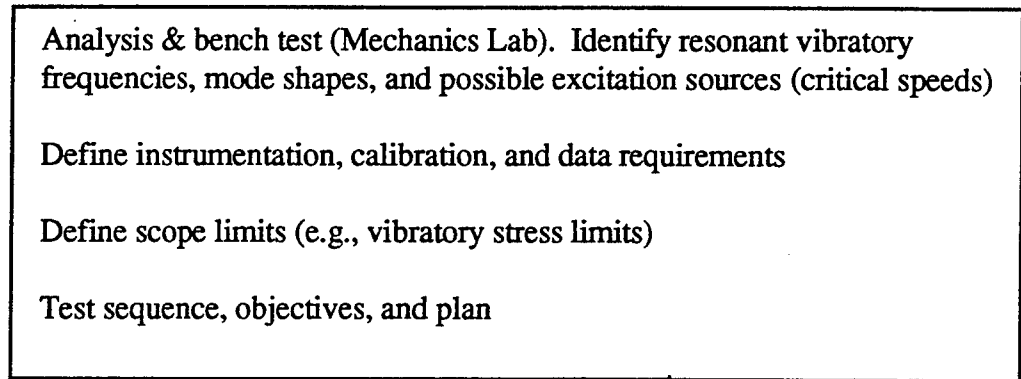 Analysis & bench test (Mechanics Lab).  Identify resonant vibratory
frequencies, mode shapes, and possible excitation sources (critical speeds)
Define instrumentation, calibration, and data requirements
Define scope limits (e.g., vibratory stress limits)
Test sequence, objectives, and plan